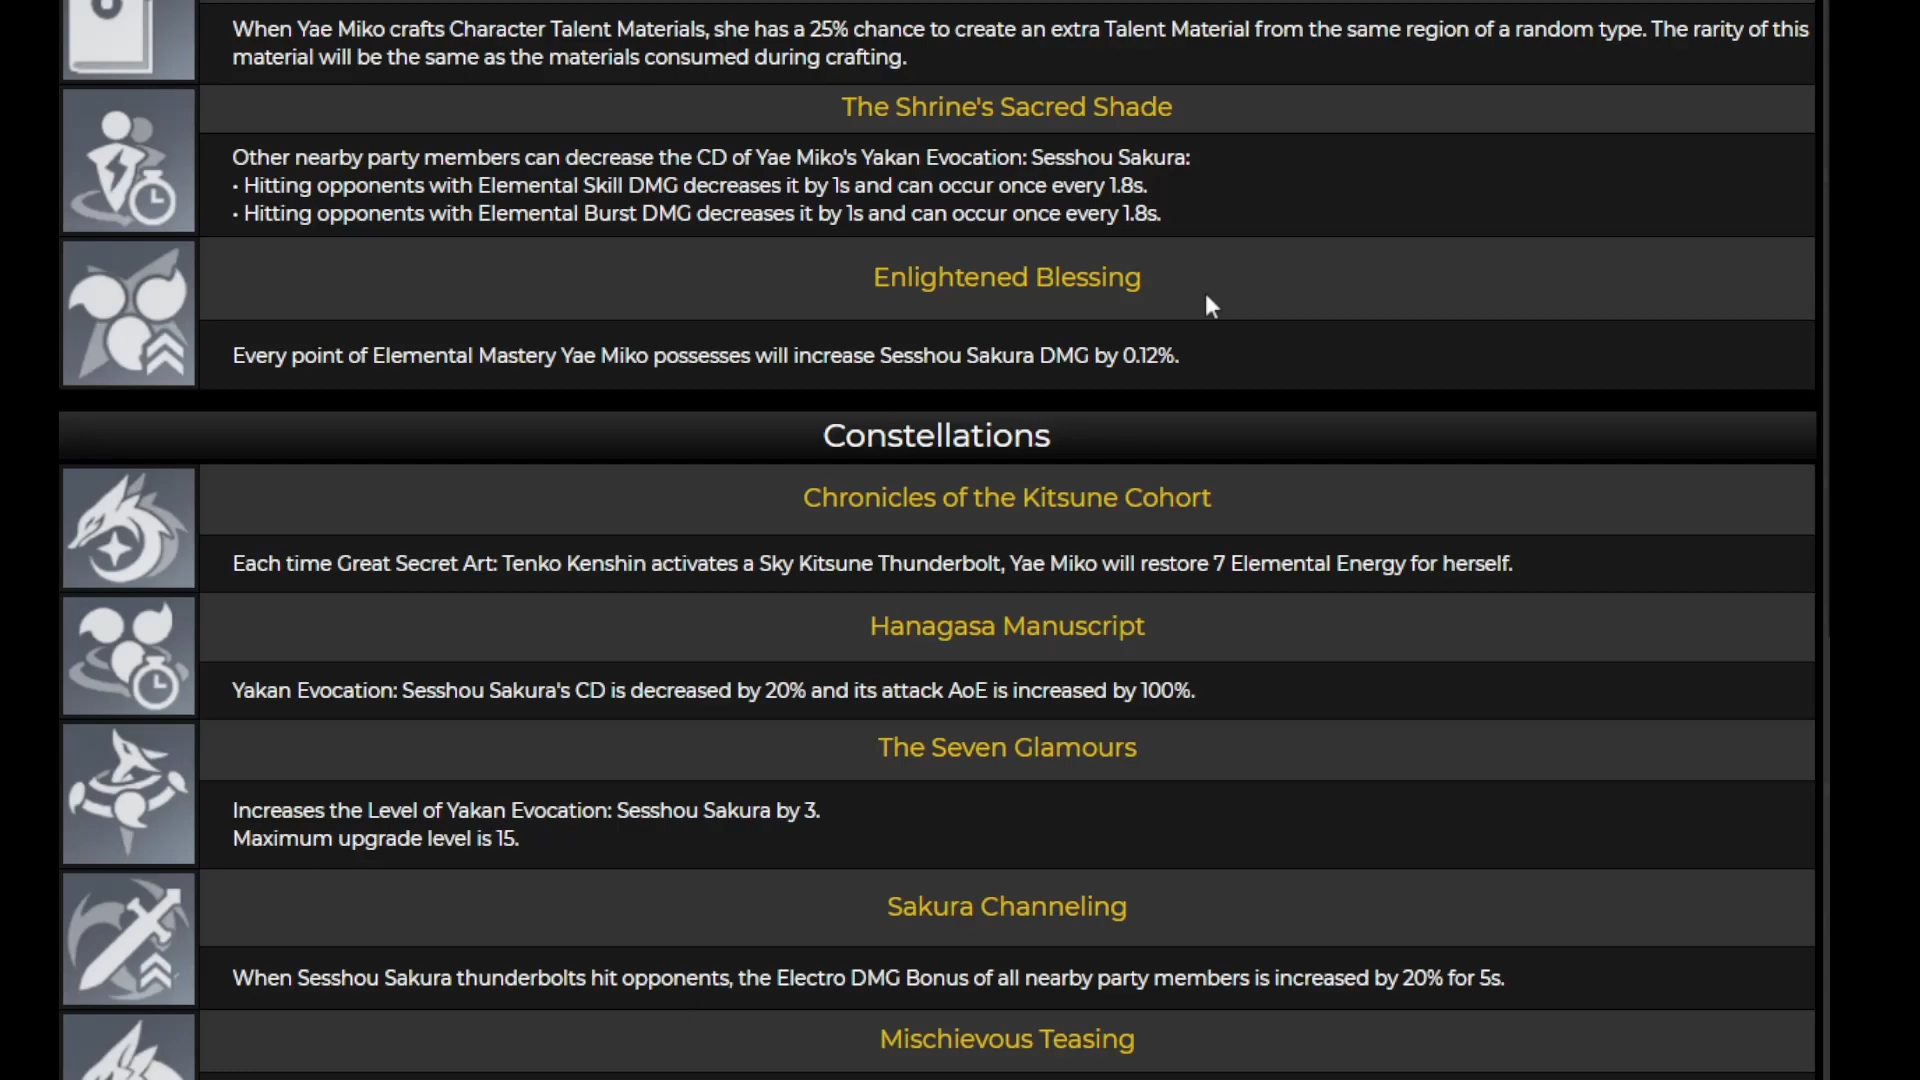 When Yae Miko crafts Character Talent Materials, she has a 25% chance to create an extra Talent Material from the same region of a random type. The rarity of this
material will be the same as the materials consumed during crafting.
The Shrine's Sacred Shade
Other nearby party members can decrease the CD of Yae Miko's Yakan Evocation: Sesshou Sakura:
• Hitting opponents with Elemental Skill DMG decreases it by 1s and can occur once every 1.8s.
• Hitting opponents with Elemental Burst DMG decreases it by 1s and can occur once every 1.8s.
Enlightened Blessing
Every point of Elemental Mastery Yae Miko possesses will increase Sesshou Sakura DMG by 0.12%.
Constellations
Chronicles of the Kitsune Cohort
Each time Great Secret Art: Tenko Kenshin activates a Sky Kitsune Thunderbolt, Yae Miko will restore 7 Elemental Energy for herself.
Hanagasa Manuscript
Yakan Evocation: Sesshou Sakura's CD is decreased by 20% and its attack AoE is increased by 100%.
The Seven Glamours
Increases the Level of Yakan Evocation: Sesshou Sakura by 3.
Maximum upgrade level is 15.
Sakura Channeling
When Sesshou Sakura thunderbolts hit opponents, the Electro DMG Bonus of all nearby party members is increased by 20% for 5s.
Mischievous Teasing